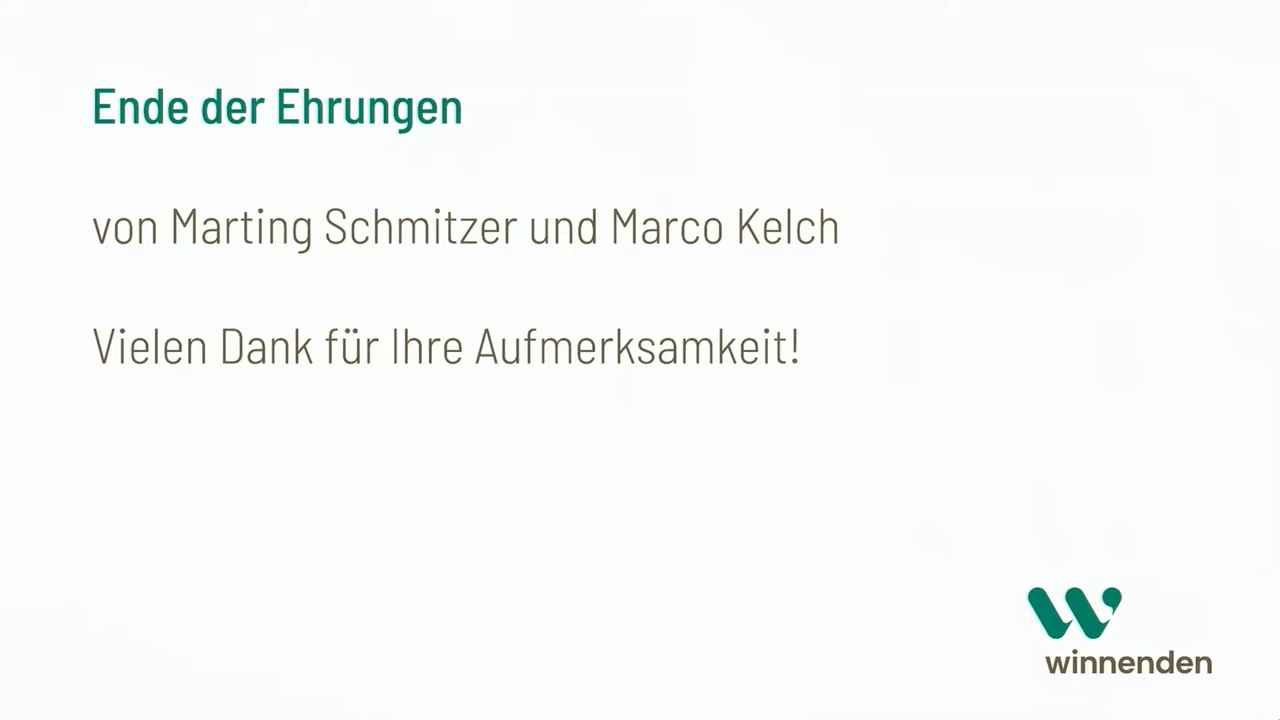 Ende der Ehrungen
von Marting Schmitzer und Marco Kelch
Vielen Dank für Ihre Aufmerksamkeit!
winnenden